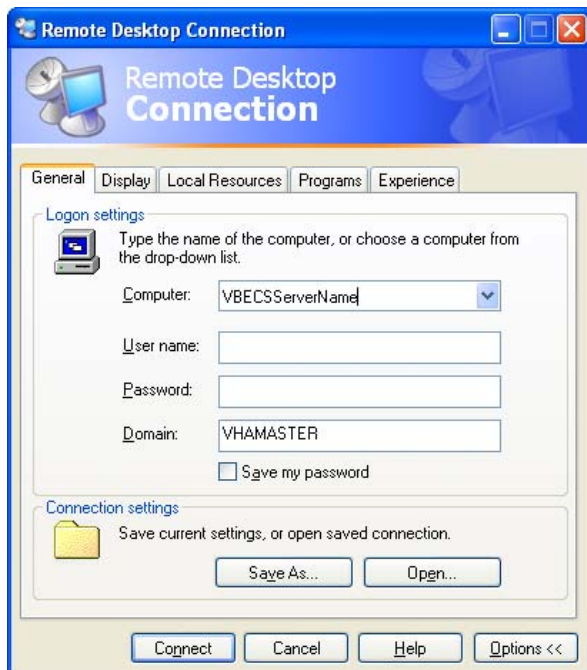 Remote Desktop Connection
Remote Desktop
Connection
General Display Local Resources Programs Experience
Logon settings
Type the name of the computer, or choose a computer from
the drop-down list.
Computer: VBECSServerName
User name:
Password:
Domain: VHAMASTER
Save my password
Connection settings
Save current settings, or open saved connection.
Save As... Open...
Connect Cancel Help Options <<